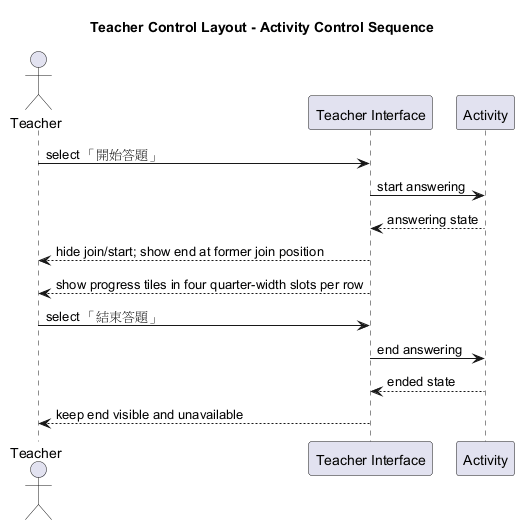 Teacher Control Layout - Activity Control Sequence
Teacher
Teacher Interface
Activity
select 「開始答題」
start answering
answering state
hide join/start; show end at former join position
show progress tiles in four quarter-width slots per row
select 「結束答題」
end answering
ended state
keep end visible and unavailable
Teacher
Teacher Interface
Activity